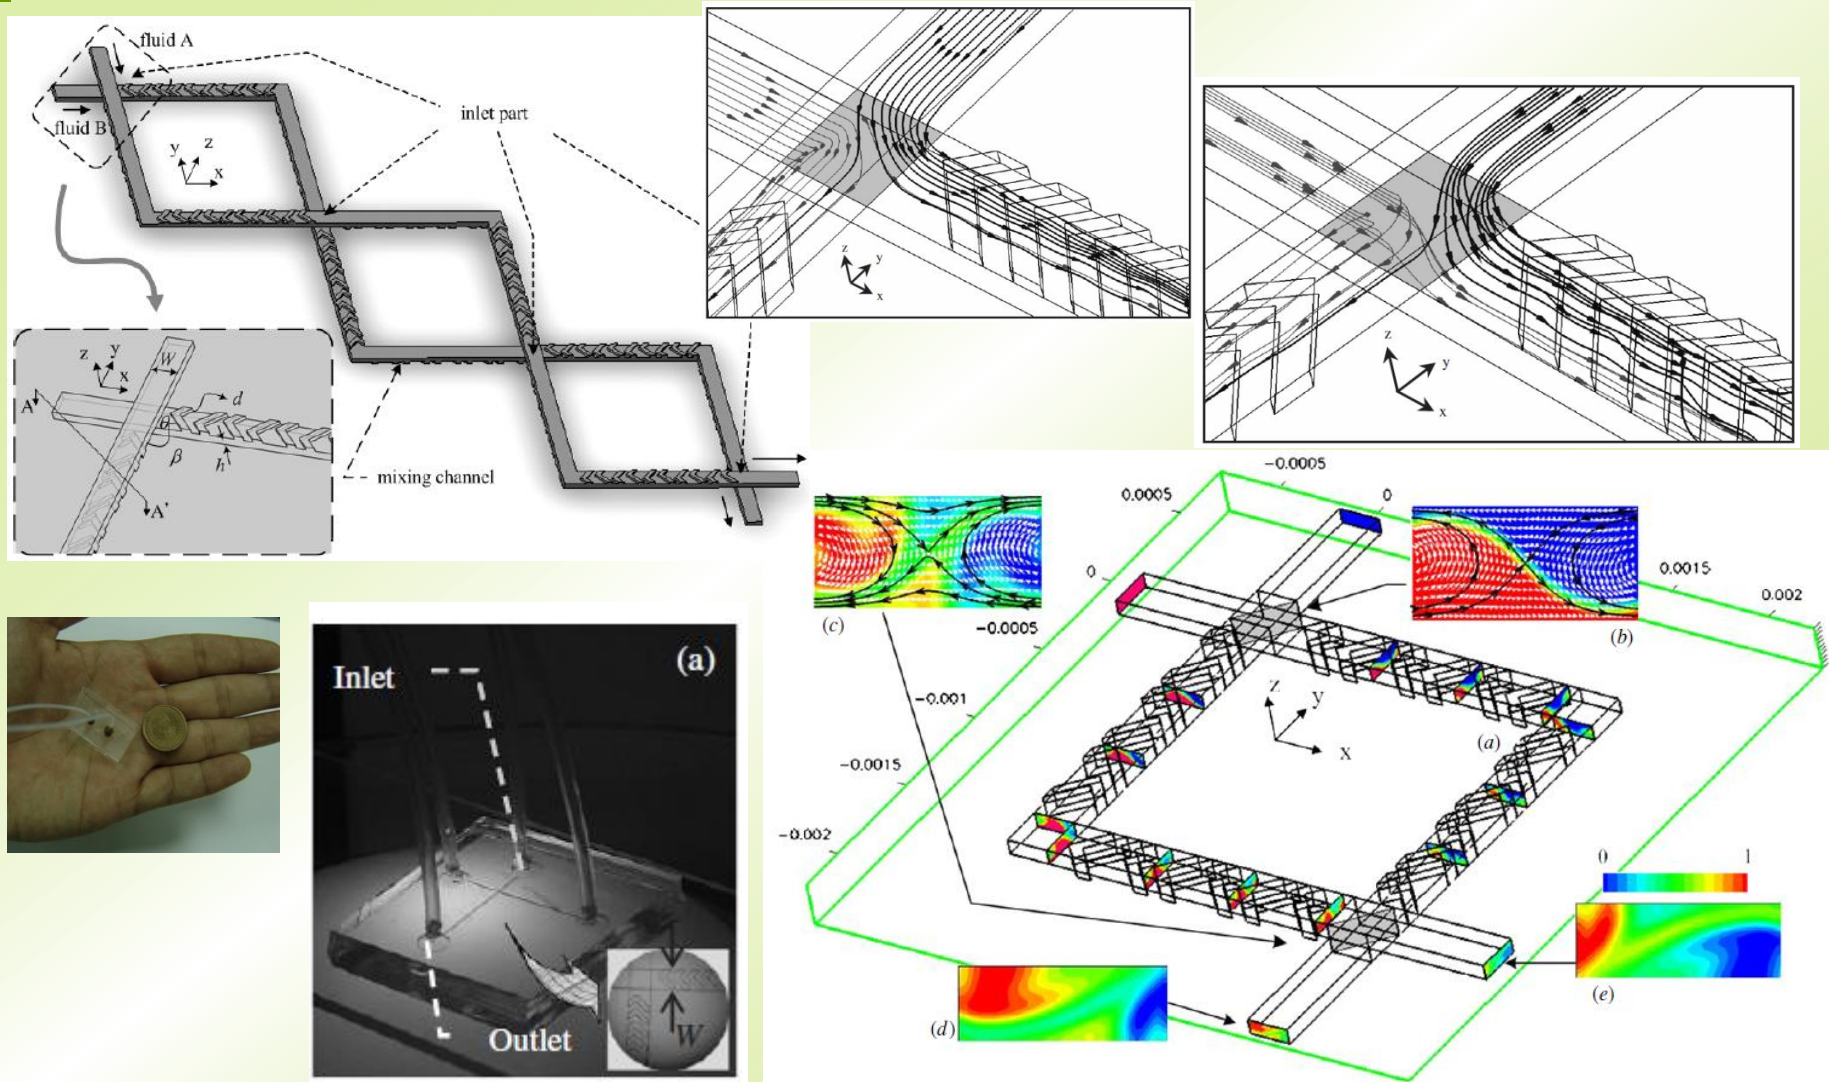 fluid A
fluid B
y
z
x
inlet part
z
y
x
W
A
d
θ
β
h
A'
mixing channel
z
y
x
z
y
x
Inlet
(a)
Outlet
W
-0.0005
0.0005
0
0
0.0015
0.002
(c)
-0.0005
(b)
-0.001
z
y
x
(a)
-0.0015
-0.002
0
1
(d)
(e)